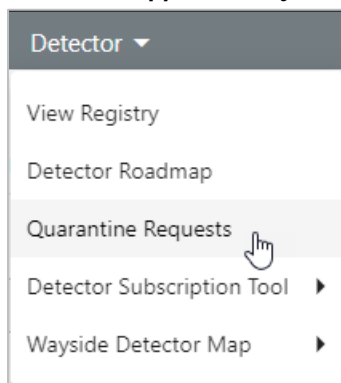 Detector
View Registry
Detector Roadmap
Quarantine Requests
Detector Subscription Tool
Wayside Detector Map